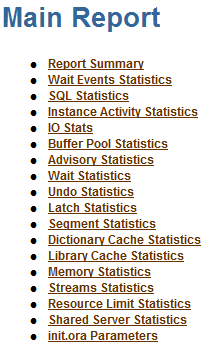 Main Report
Report Summary
Wait Events Statistics
SQL Statistics
Instance Activity Statistics
IO Stats
Buffer Pool Statistics
Advisory Statistics
Wait Statistics
Undo Statistics
Latch Statistics
Segment Statistics
Dictionary Cache Statistics
Library Cache Statistics
Memory Statistics
Streams Statistics
Resource Limit Statistics
Shared Server Statistics
init.ora Parameters